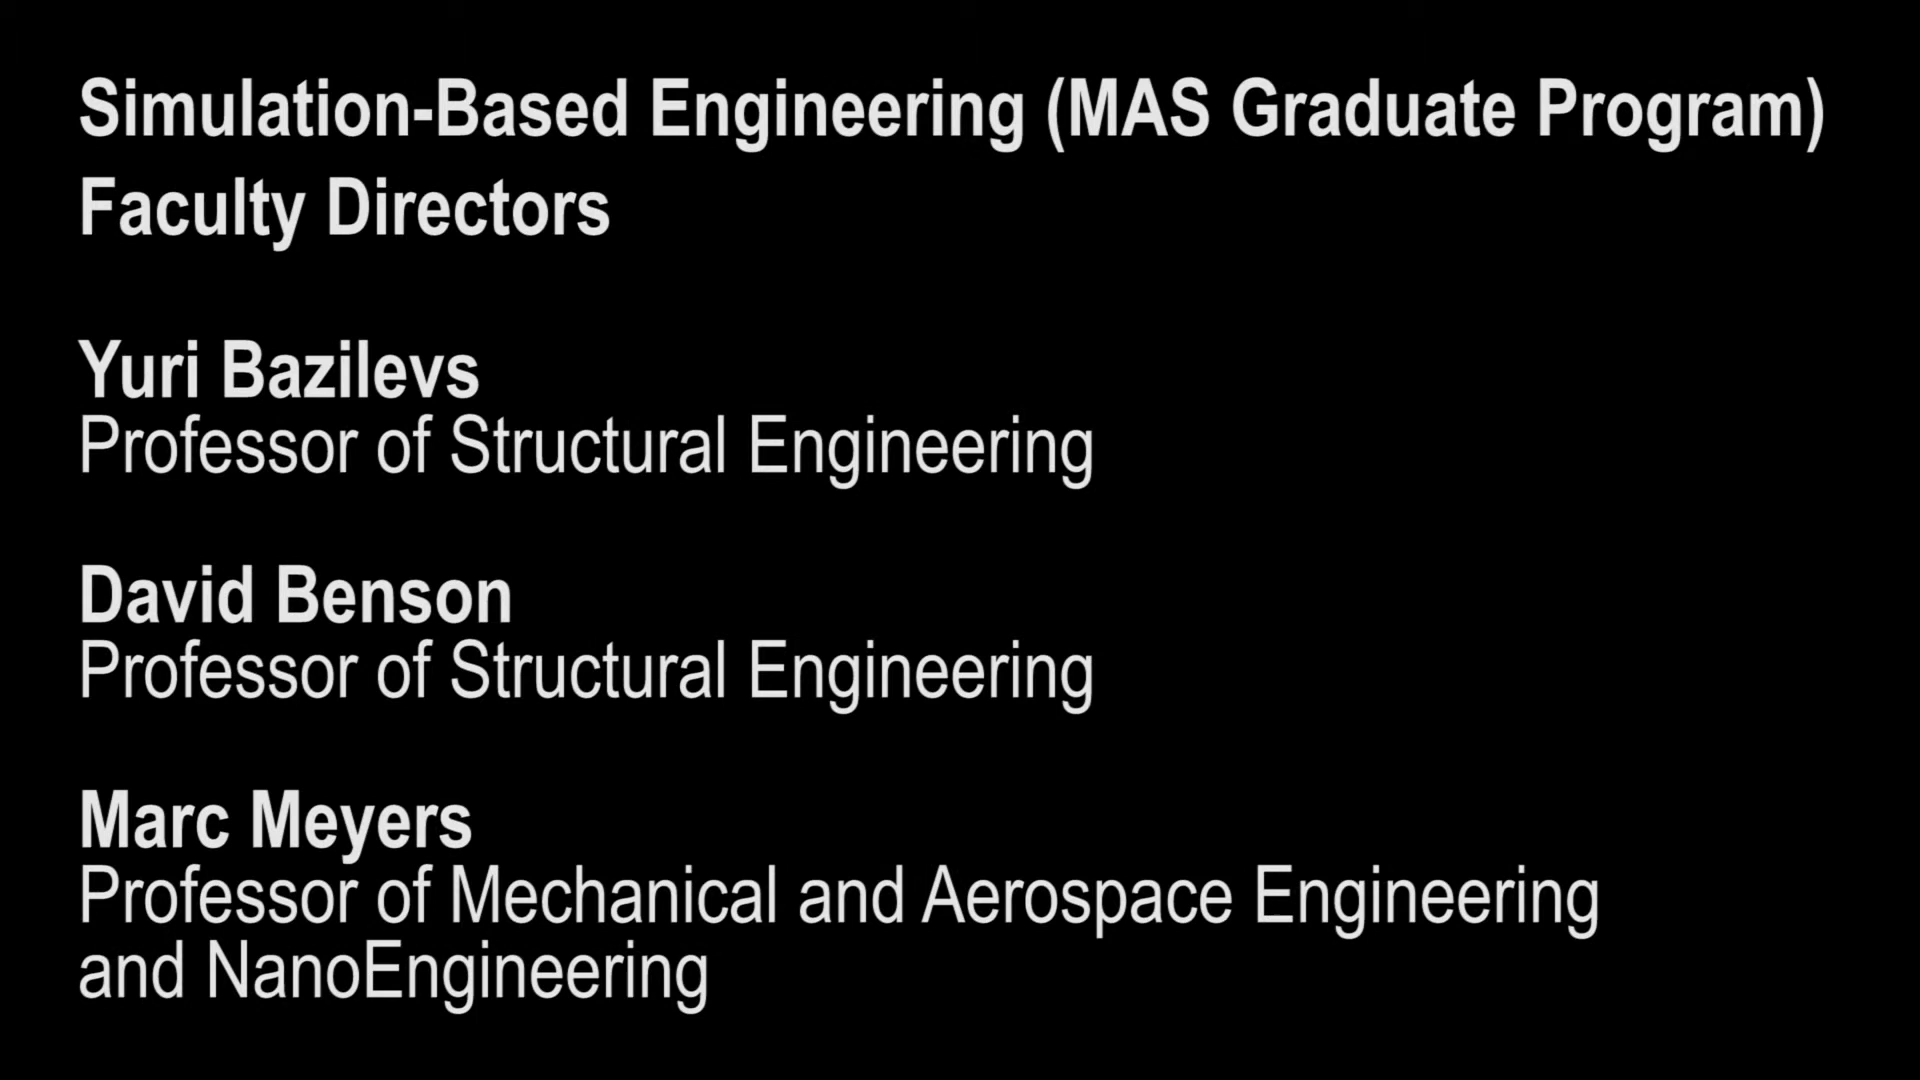 Simulation-Based Engineering (MAS Graduate Program)
Faculty Directors
Yuri Bazilevs
Professor of Structural Engineering
David Benson
Professor of Structural Engineering
Marc Meyers
Professor of Mechanical and Aerospace Engineering
and NanoEngineering